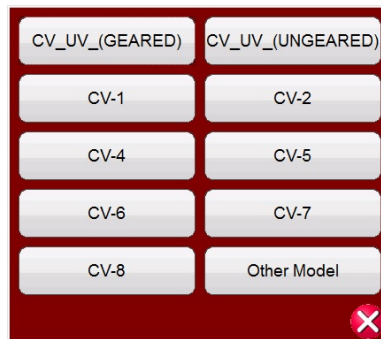 CV_UV_(GEARED) CV_UV_(UNGEARED)
CV-1 CV-2
CV-4 CV-5
CV-6 CV-7
CV-8 Other Model